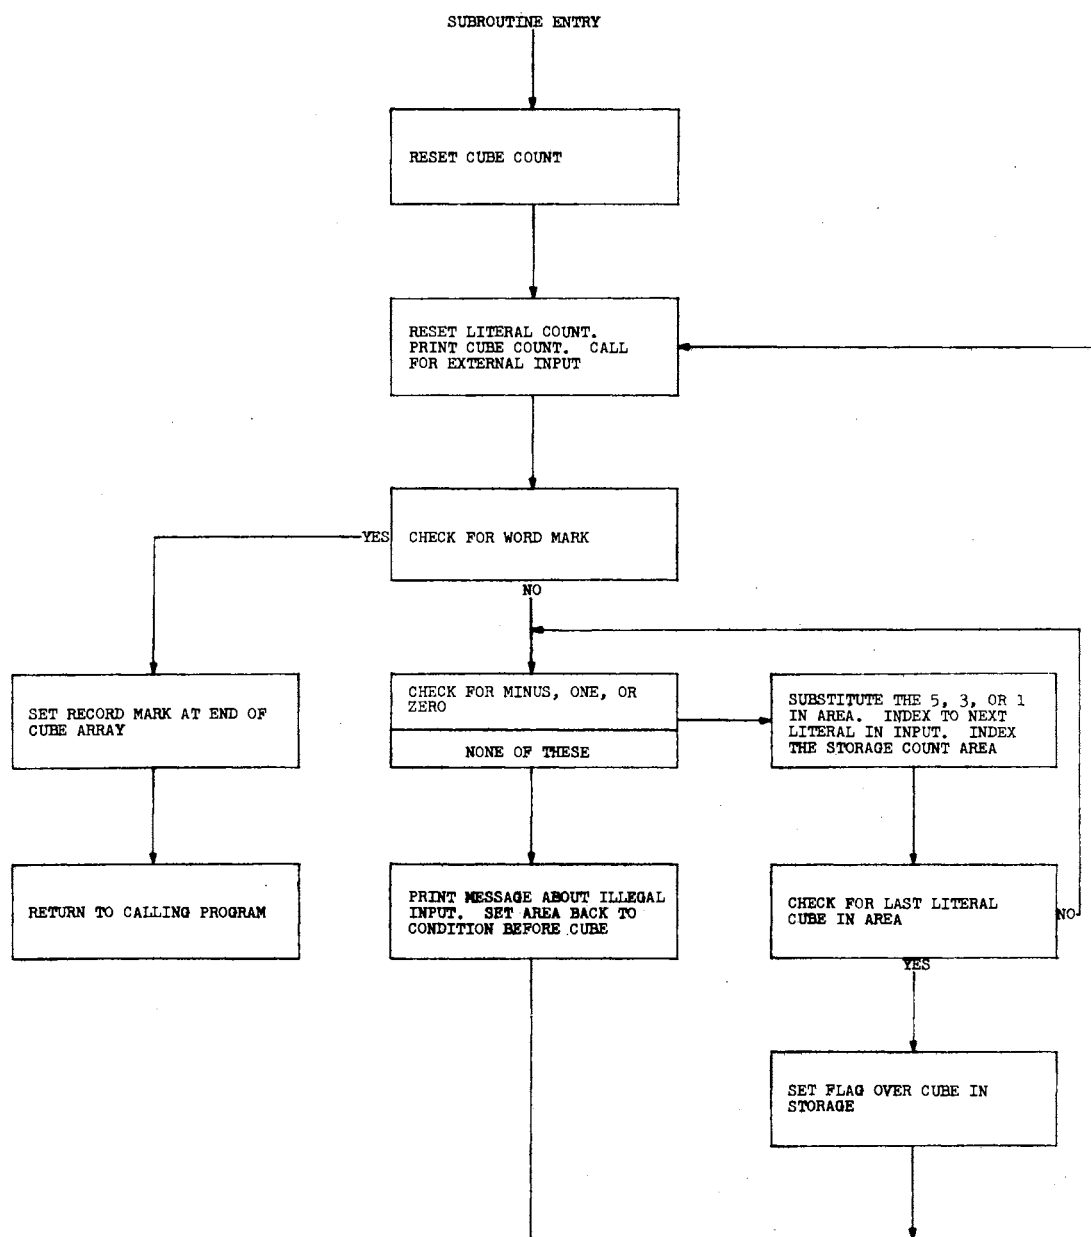 SUBROUTINE ENTRY
RESET CUBE COUNT
RESET LITERAL COUNT.
PRINT CUBE COUNT. CALL
FOR EXTERNAL INPUT
YES
CHECK FOR WORD MARK
NO
SET RECORD MARK AT END OF
CUBE ARRAY
CHECK FOR MINUS, ONE, OR
ZERO
NONE OF THESE
SUBSTITUTE THE 5, 3, OR 1
IN AREA. INDEX TO NEXT
LITERAL IN INPUT. INDEX
THE STORAGE COUNT AREA
RETURN TO CALLING PROGRAM
PRINT MESSAGE ABOUT ILLEGAL
INPUT. SET AREA BACK TO
CONDITION BEFORE CUBE
CHECK FOR LAST LITERAL
CUBE IN AREA
NO
YES
SET FLAG OVER CUBE IN
STORAGE